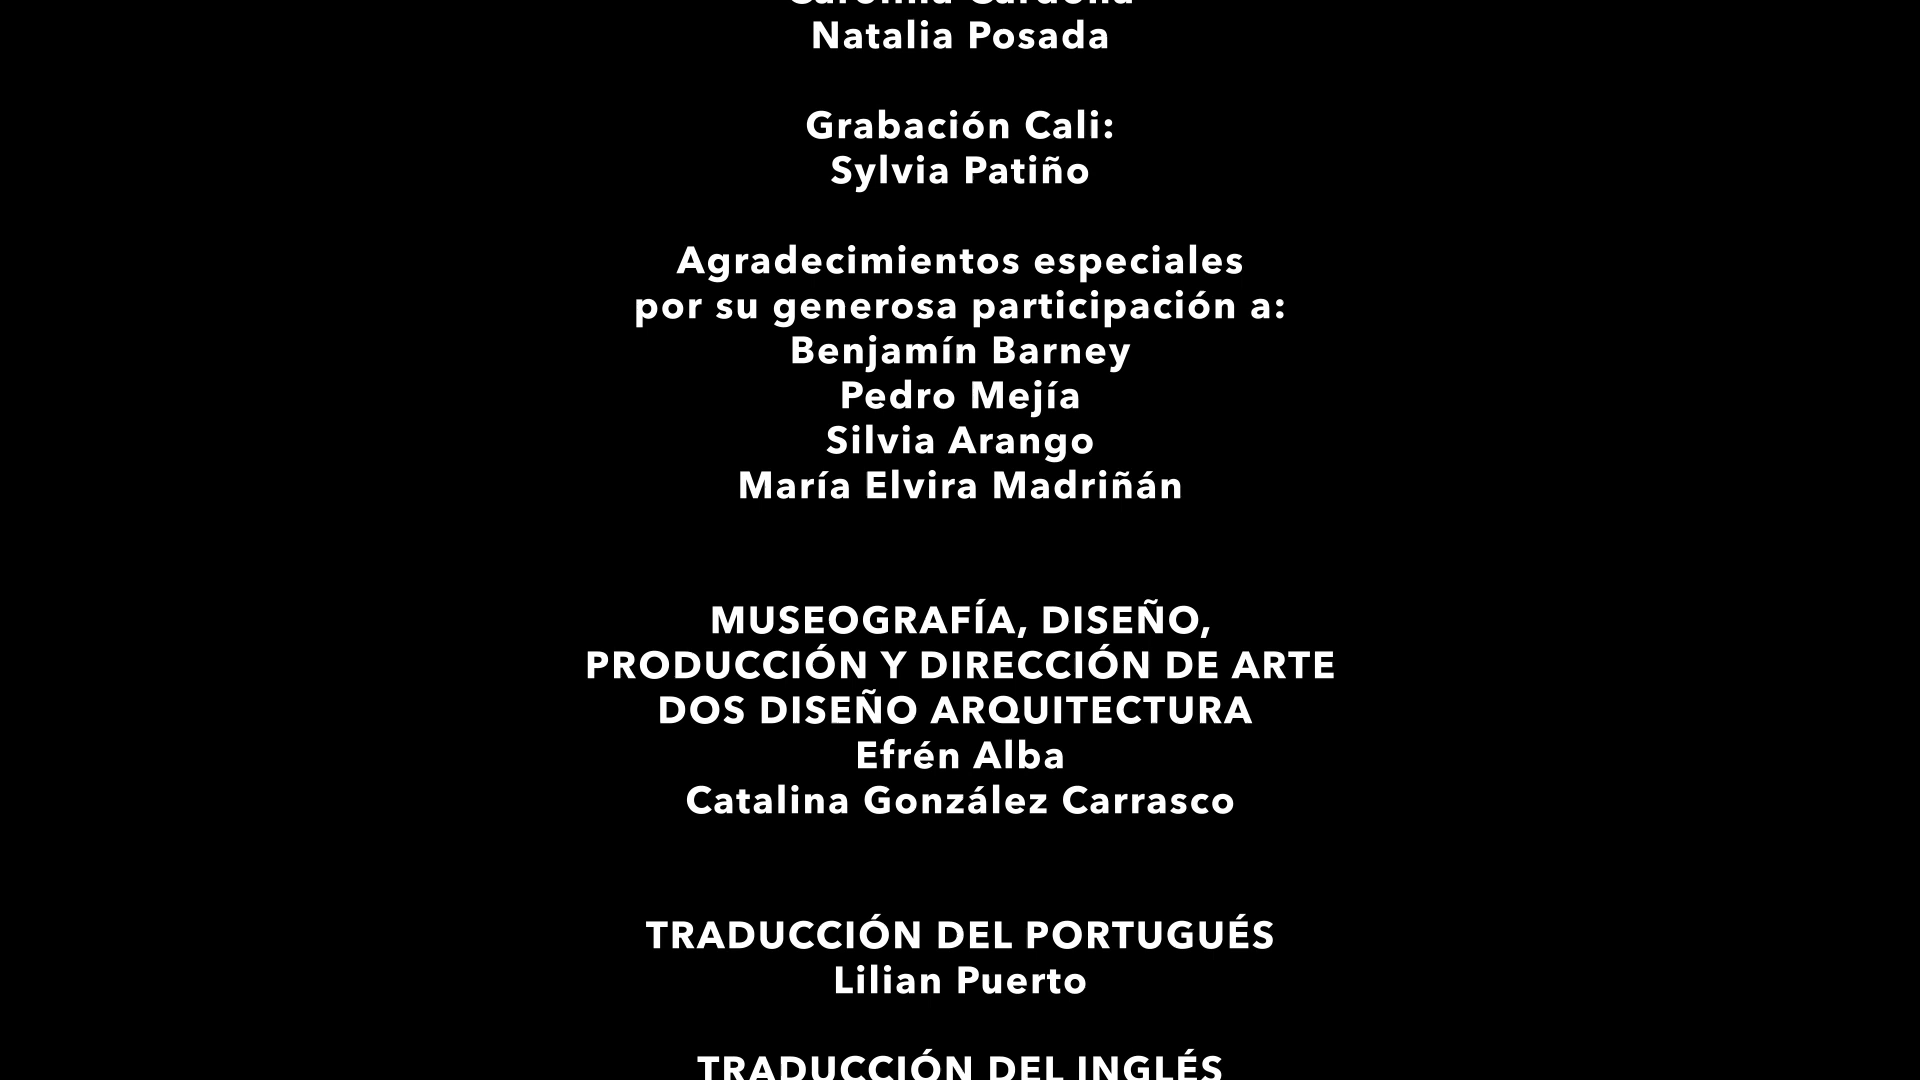 Natalia Posada
Grabación Cali:
Sylvia Patiño
Agradecimientos especiales
por su generosa participación a:
Benjamín Barney
Pedro Mejía
Silvia Arango
María Elvira Madriñán
MUSEOGRAFÍA, DISEÑO,
PRODUCCIÓN Y DIRECCIÓN DE ARTE
DOS DISEÑO ARQUITECTURA
Efrén Alba
Catalina González Carrasco
TRADUCCIÓN DEL PORTUGUÉS
Lilian Puerto
TRADUCCIÓN DEL INGLÉS